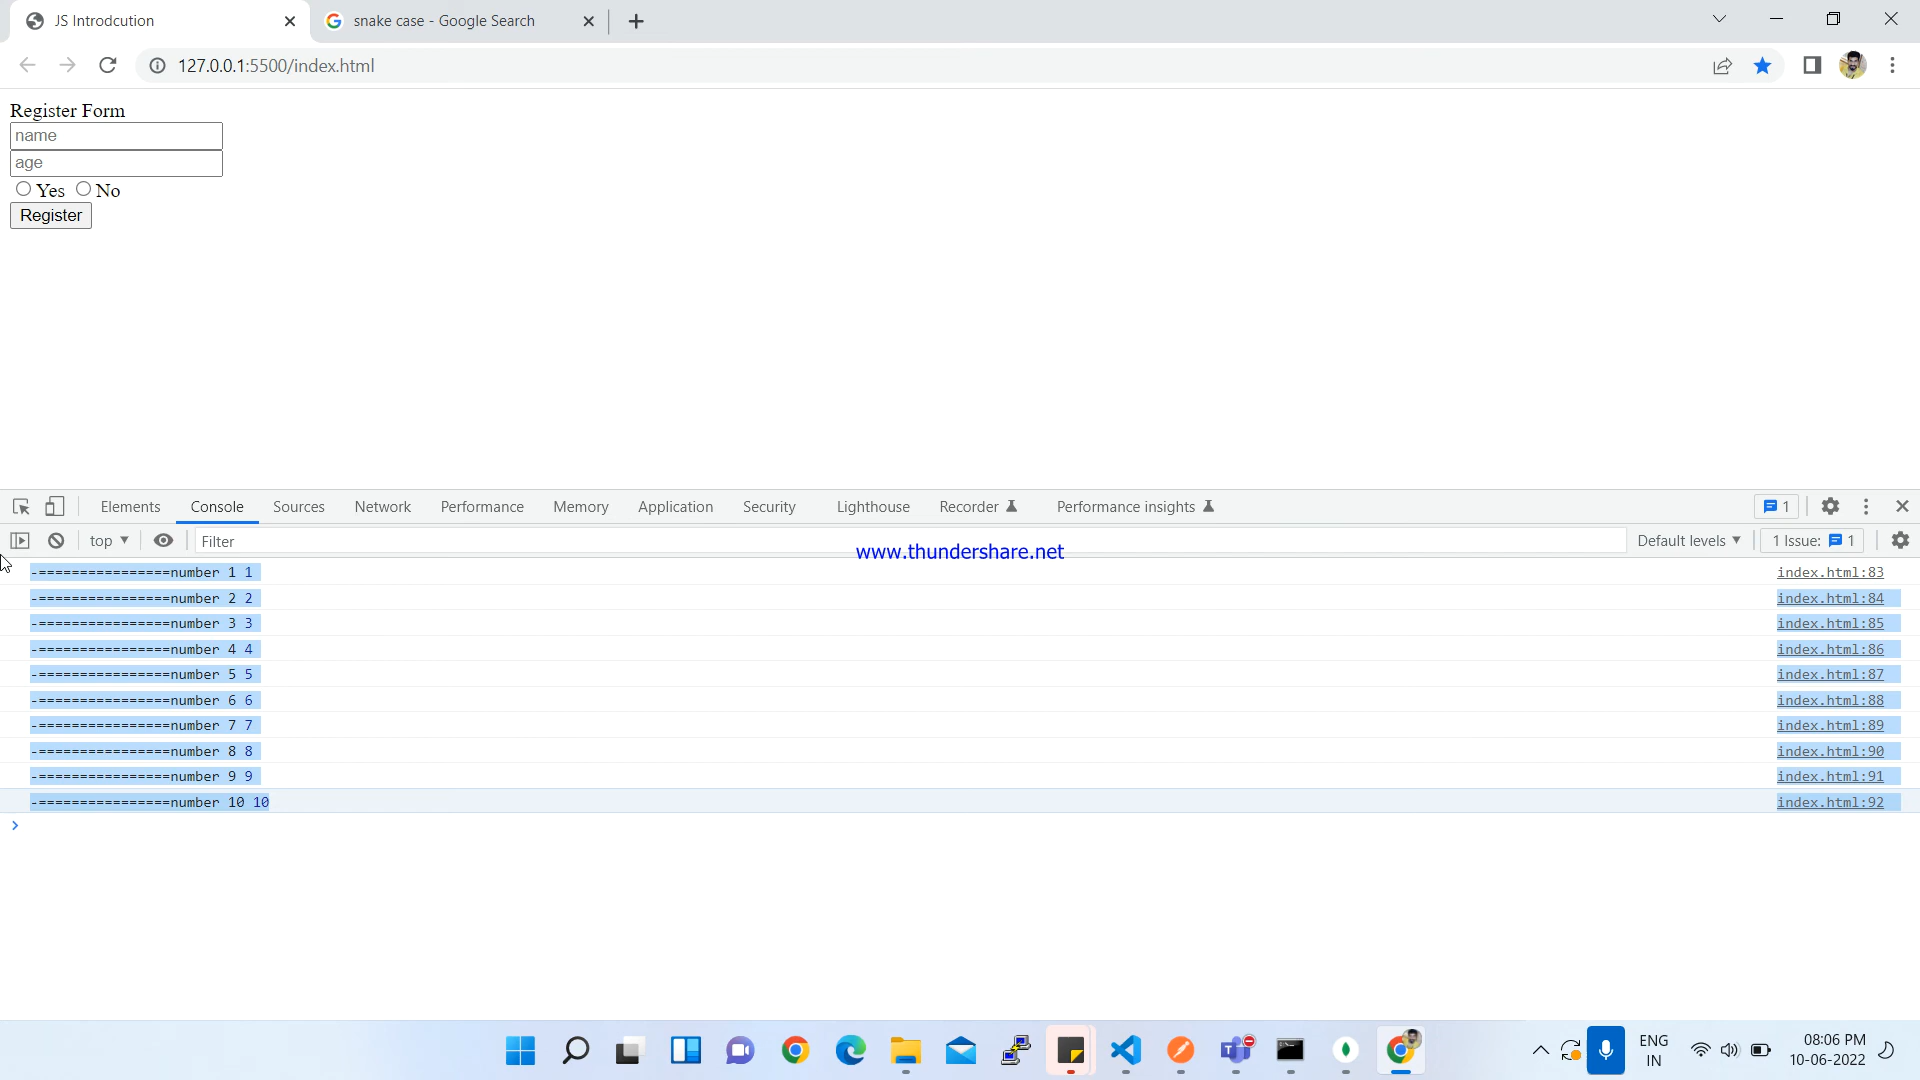 JS Introdcution
snake case - Google Search
127.0.0.1:5500/index.html
Register Form
name
age
Yes No
Register
Elements Console Sources Network Performance Memory Application Security Lighthouse Recorder Performance insights 1
top Filter Default levels 1 Issue: 1
www.thundershare.net
-================number 1 1 index.html:83
-================number 2 2 index.html:84
-================number 3 3 index.html:85
-================number 4 4 index.html:86
-================number 5 5 index.html:87
-================number 6 6 index.html:88
-================number 7 7 index.html:89
-================number 8 8 index.html:90
-================number 9 9 index.html:91
-================number 10 10 index.html:92
ENG 08:06 PM
IN 10-06-2022